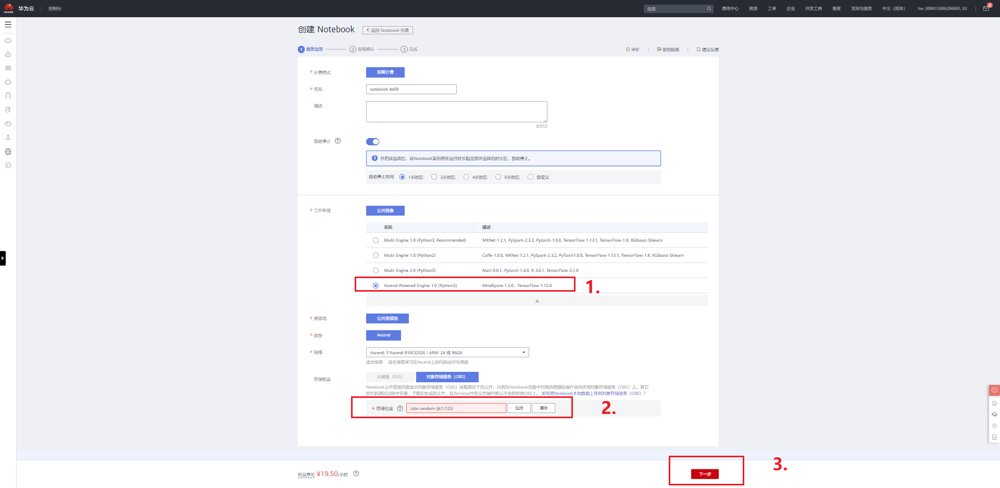 HUAWEI 华为云 | 控制台 搜索 费用中心 资源 工单 企业 开发工具 备案 支持与服务 中文（简体） hw_008615986286695_02 | 3
创建 Notebook 返回 Notebook 列表
1 服务选型 2 规格确认 3 完成 评价 | 使用指南 | 建议反馈
* 计费模式 按需计费
* 名称 notebook-4e09
描述
0/512
自动停止
开启该选项后，该Notebook实例将在运行时长超出您所选择的时长后，自动停止。
自动停止时间 1小时后 2小时后 4小时后 6小时后 自定义
* 工作环境 公共镜像
名称 描述
Multi-Engine 1.0 (Python3, Recommended) MXNet-1.2.1, PySpark-2.3.2, Pytorch-1.0.0, TensorFlow-1.13.1, TensorFlow-1.8, XGBoost-Sklearn
Multi-Engine 1.0 (Python2) Caffe-1.0.0, MXNet-1.2.1, PySpark-2.3.2, PyTorch1.0.0, TensorFlow-1.13.1, TensorFlow-1.8, XGBoost-Sklearn
Multi-Engine 2.0 (Python3) Marl-0.0.1, Pytorch-1.4.0, R-3.6.1, TensorFlow-2.1.0
Ascend-Powered-Engine 1.0 (Python3) MindSpore-1.3.0, TensorFlow-1.15.0 1.
* 资源池 公共资源池
* 类型 Ascend
* 规格 Ascend: 1*Ascend-910(32GB) | ARM: 24 核 96GB
适合场景： 适合深度学习在Ascend上的代码运行与调测
存储配置 云硬盘（EVS） 对象存储服务（OBS）
Notebook文件管理页面显示对象存储服务（OBS）挂载路径下的文件，只有在Notebook页面中对其的增删改操作会同步到对象存储服务（OBS）上。其它
如代码调试过程中安装、下载和生成的文件，及Terminal中的文件操作默认不会同步到OBS上。 如何将Notebook本地数据上传到对象存储服务（OBS）？
* 存储位置 /obs-random-ljk1/123/ 选择 清除 2.
配置费用 ¥19.50/小时 下一步 3.